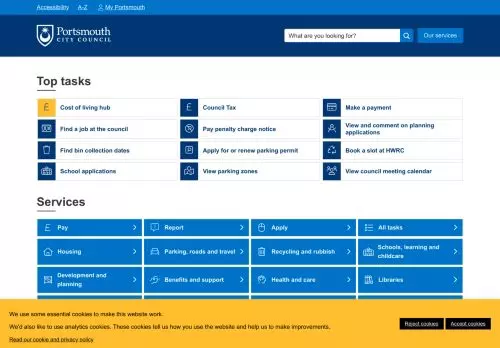 Accessibility A-Z My Portsmouth
Portsmouth
CITY COUNCIL
What are you looking for?
Our services
Top tasks
Cost of living hub
Council Tax
Make a payment
Find a job at the council
Pay penalty charge notice
View and comment on planning
applications
Find bin collection dates
Apply for or renew parking permit
Book a slot at HWRC
School applications
View parking zones
View council meeting calendar
Services
Pay
Report
Apply
All tasks
Housing
Parking, roads and travel
Recycling and rubbish
Schools, learning and
childcare
Development and
planning
Benefits and support
Health and care
Libraries
We use some essential cookies to make this website work.
We'd also like to use analytics cookies. These cookies tell us how you use the website and help us to make improvements.
Read our cookie and privacy policy
Reject cookies
Accept cookies